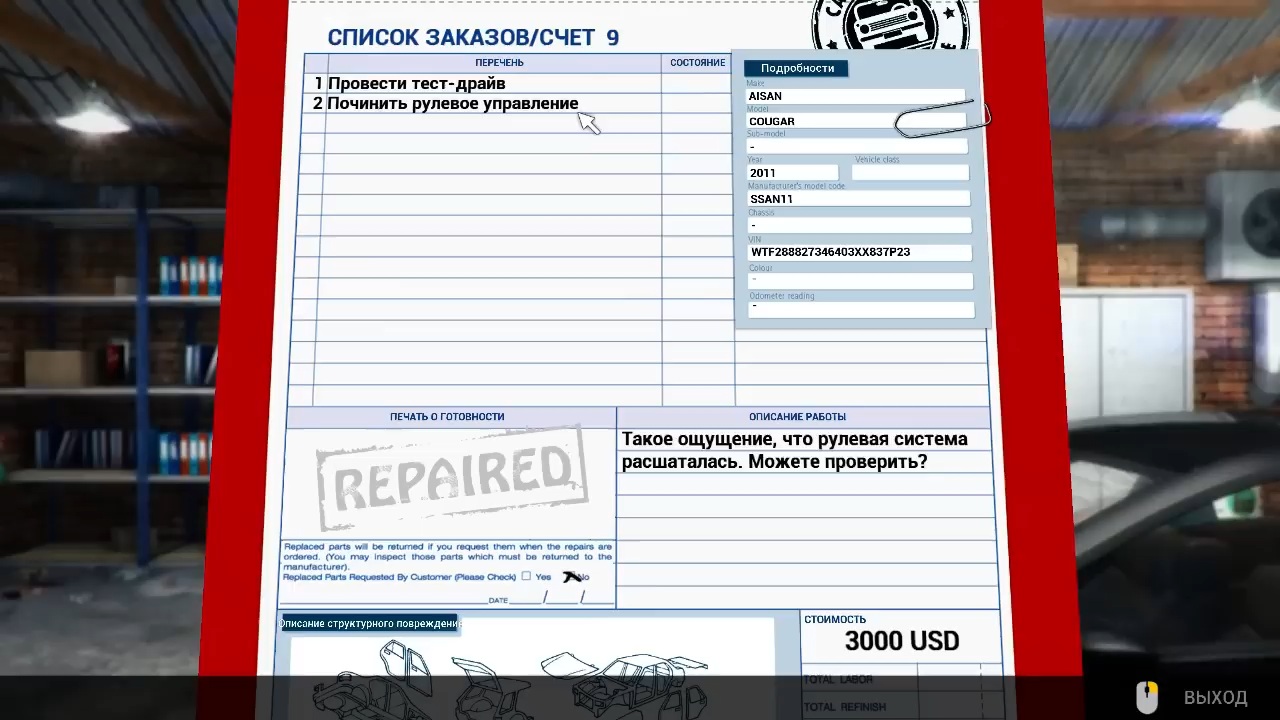 СПИСОК ЗАКАЗОВ/СЧЕТ 9
ПЕРЕЧЕНЬ
СОСТОЯНИЕ
1 Провести тест-драйв
2 Починить рулевое управление
Подробности
Make
AISAN
Model
COUGAR
Sub-model
-
Year
Vehicle class
2011
Manufacturer's model code
SSAN11
Chassis
-
VIN
WTF288827346403XX837P23
Colour
-
Odometer reading
-
ПЕЧАТЬ О ГОТОВНОСТИ
ОПИСАНИЕ РАБОТЫ
REPAIRED
Такое ощущение, что рулевая система
расшаталась. Можете проверить?
Replaced parts will be returned if you request them when the repairs are
ordered. (You may inspect those parts which must be returned to the
manufacturer).
Replaced Parts Requested By Customer (Please Check) Yes No
DATE / /
Описание структурного повреждени
СТОИМОСТЬ
3000 USD
TOTAL LABOR
TOTAL REFINISH
ВЫХОД